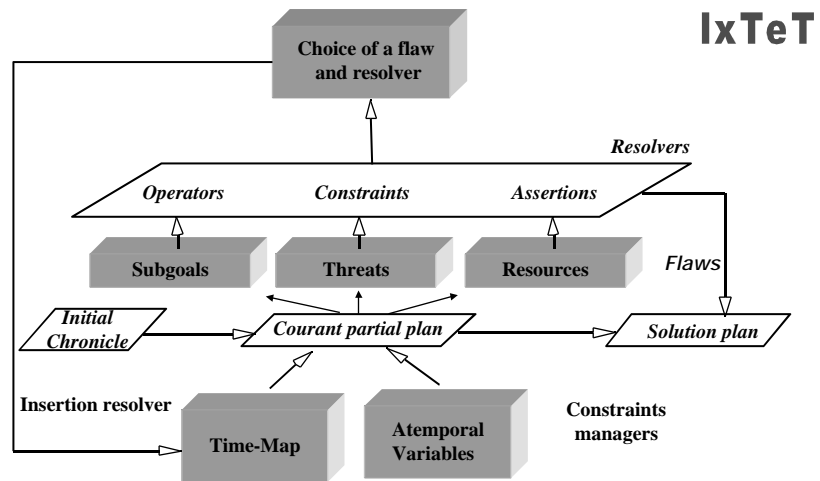 IxTeT
Choice of a flaw
and resolver
Resolvers
Operators
Constraints
Assertions
Subgoals
Threats
Resources
Flaws
Initial
Chronicle
Courant partial plan
Solution plan
Insertion resolver
Time-Map
Atemporal
Variables
Constraints
managers